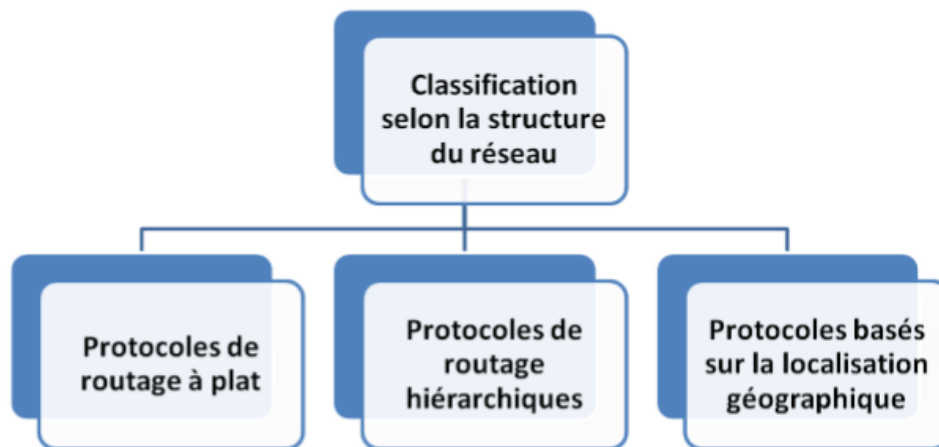 Classification
selon la structure
du réseau
Protocoles de
routage à plat
Protocoles de
routage
hiérarchiques
Protocoles basés
sur la localisation
géographique